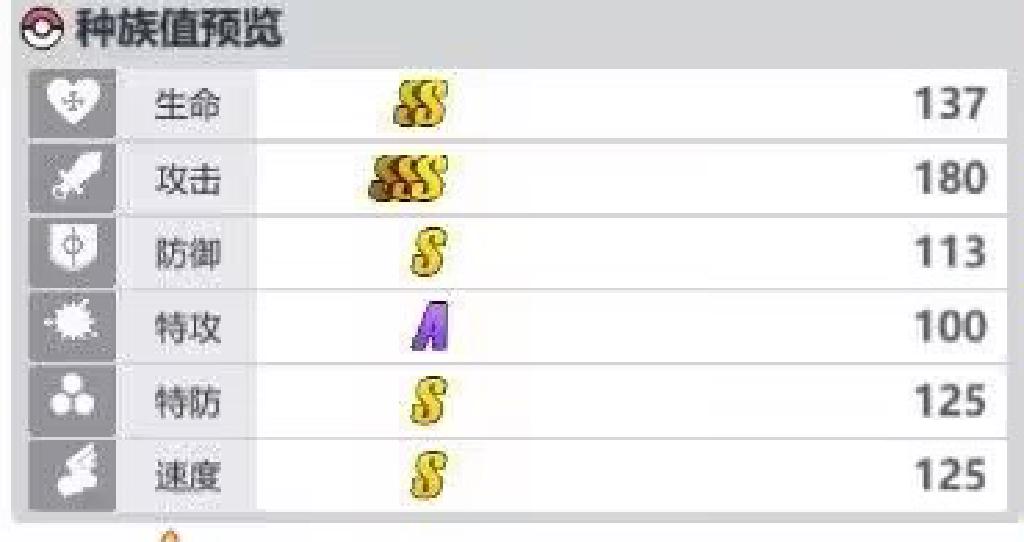 种族值预览
生命 SS 137
攻击 SSS 180
防御 S 113
特攻 A 100
特防 S 125
速度 S 125